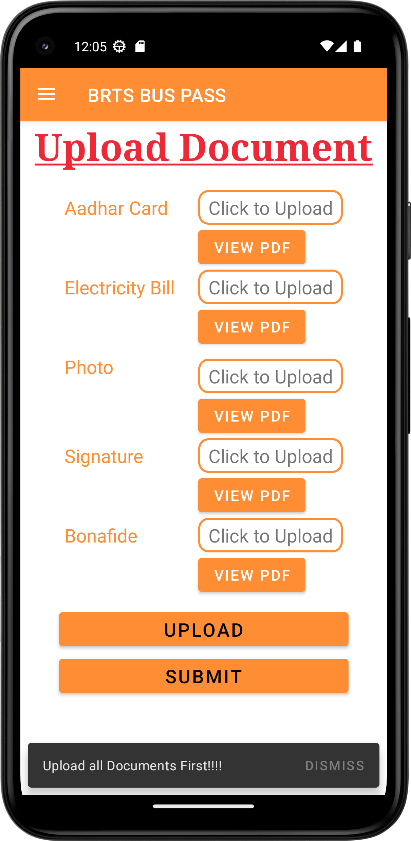 12:05
BRTS BUS PASS
Upload Document
Aadhar Card Click to Upload
VIEW PDF
Electricity Bill Click to Upload
VIEW PDF
Photo Click to Upload
VIEW PDF
Signature Click to Upload
VIEW PDF
Bonafide Click to Upload
VIEW PDF
UPLOAD
SUBMIT
Upload all Documents First!!!! DISMISS